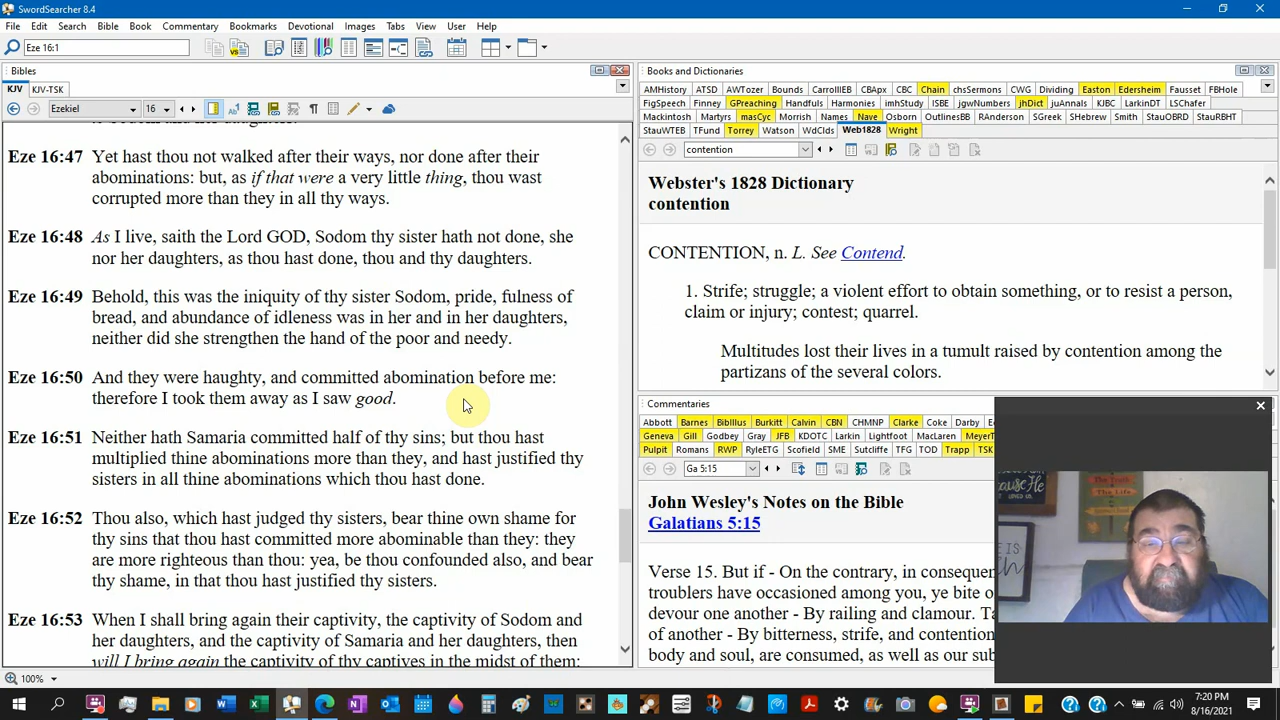 SwordSearcher 8.4
File Edit Search Bible Book Commentary Bookmarks Devotional Images Tabs View User Help
Eze 16:1
Bibles
KJV KJV-TSK
Ezekiel 16
Eze 16:47 Yet hast thou not walked after their ways, nor done after their
abominations: but, as if that were a very little thing, thou wast
corrupted more than they in all thy ways.
Eze 16:48 As I live, saith the Lord GOD, Sodom thy sister hath not done, she
nor her daughters, as thou hast done, thou and thy daughters.
Eze 16:49 Behold, this was the iniquity of thy sister Sodom, pride, fulness of
bread, and abundance of idleness was in her and in her daughters,
neither did she strengthen the hand of the poor and needy.
Eze 16:50 And they were haughty, and committed abomination before me:
therefore I took them away as I saw good.
Eze 16:51 Neither hath Samaria committed half of thy sins; but thou hast
multiplied thine abominations more than they, and hast justified thy
sisters in all thine abominations which thou hast done.
Eze 16:52 Thou also, which hast judged thy sisters, bear thine own shame for
thy sins that thou hast committed more abominable than they: they
are more righteous than thou: yea, be thou confounded also, and bear
thy shame, in that thou hast justified thy sisters.
Eze 16:53 When I shall bring again their captivity, the captivity of Sodom and
her daughters, and the captivity of Samaria and her daughters, then
will I bring again the captivity of thy captives in the midst of them:
100%
Books and Dictionaries
AMHistory ATSD AWTozer Bounds CarrollEB CBApx CBC Chain chsSermons CWG Dividing Easton Edersheim Fausset FBHole
FigSpeech Finney GPreaching Handfuls Harmonies imhStudy ISBE jgwNumbers jhDict juAnnals KJBC LarkinDT LSChafer
Mackintosh Martyrs masCyc Morrish Names Nave Osborn OutlinesBB RAnderson SGreek SHebrew Smith StauOBRD StauRBHT
StauWTEB TFund Torrey Watson WdClds Web1828 Wright
contention
Webster's 1828 Dictionary
contention
CONTENTION, n. L. See Contend.
1. Strife; struggle; a violent effort to obtain something, or to resist a person,
claim or injury; contest; quarrel.
Multitudes lost their lives in a tumult raised by contention among the
partizans of the several colors.
Commentaries
Abbott Barnes BibIllus Burkitt Calvin CBN CHMNP Clarke Coke Darby
Geneva Gill Godbey Gray JFB KDOTC Larkin Lightfoot MacLaren MeyerT
Pulpit Romans RWP RyleETG Scofield SME Sutcliffe TFG TOD Trapp TSK
Ga 5:15
John Wesley's Notes on the Bible
Galatians 5:15
Verse 15. But if - On the contrary, in consequen
troublers have occasioned among you, ye bite o
devour one another - By railing and clamour. Ta
of another - By bitterness, strife, and contention
body and soul, are consumed, as well as our sub
The Truth
The Life
7:20 PM
8/16/2021